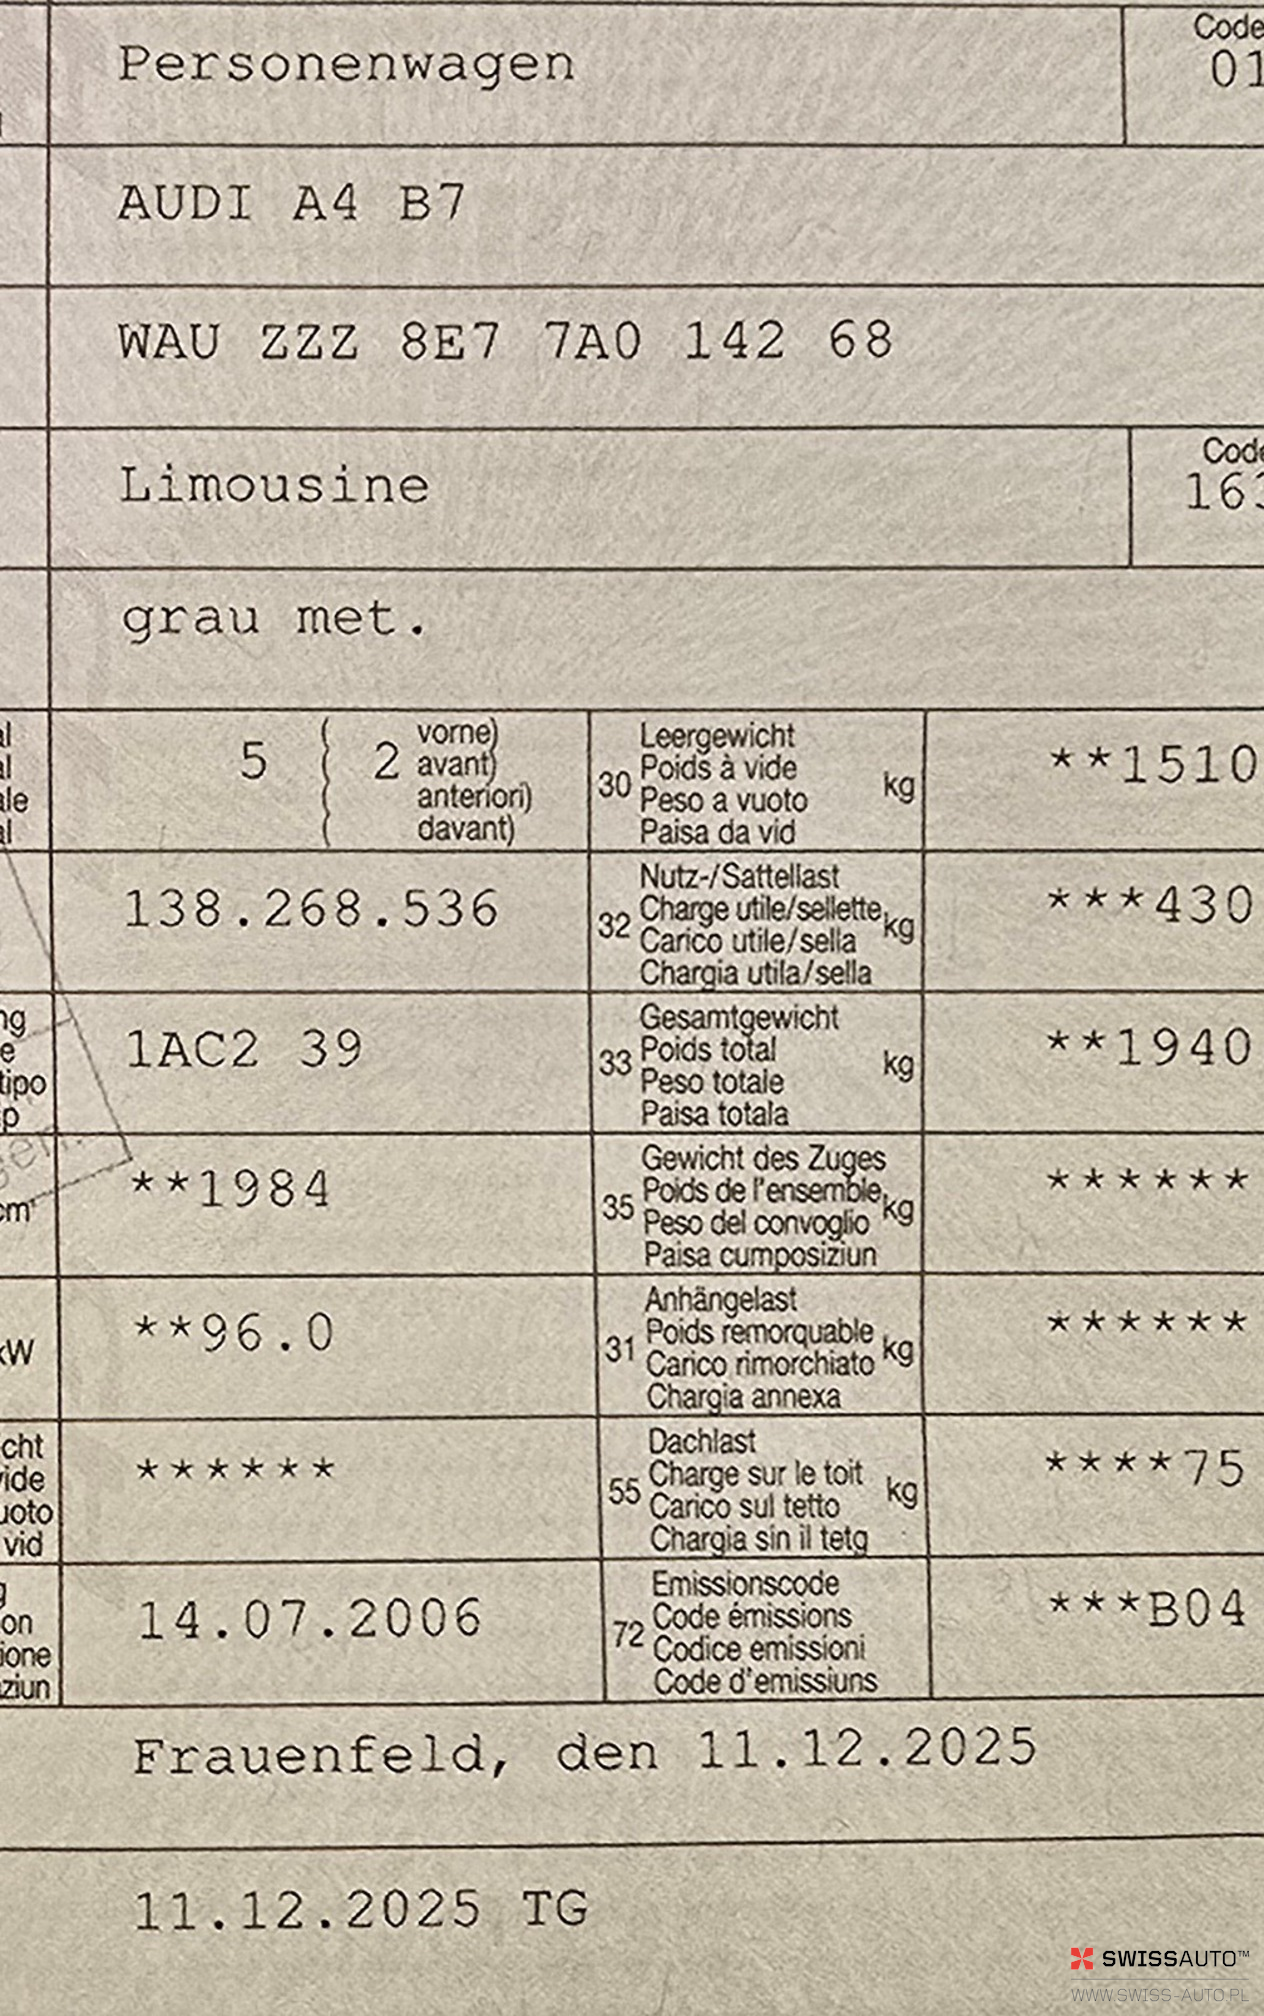 Personenwagen
Code
01
AUDI A4 B7
WAU ZZZ 8E7 7A0 142 68
Limousine
Code
163
grau met.
5 ( 2 vorne)
avant)
anteriori)
davant)
30 Leergewicht
Poids à vide
Peso a vuoto
Paisa da vid
kg
**1510
138.268.536
32 Nutz-/Sattellast
Charge utile/sellette
Carico utile/sella
Chargia utila/sella
kg
***430
1AC2 39
33 Gesamtgewicht
Poids total
Peso totale
Paisa totala
kg
**1940
cm³
**1984
35 Gewicht des Zuges
Poids de l'ensemble
Peso del convoglio
Paisa cumposiziun
kg
******
kW
**96.0
31 Anhängelast
Poids remorquable
Carico rimorchiato
Chargia annexa
kg
******
vid
******
55 Dachlast
Charge sur le toit
Carico sul tetto
Chargia sin il tetg
kg
****75
14.07.2006
72 Emissionscode
Code émissions
Codice emissioni
Code d'emissiuns
***B04
Frauenfeld, den 11.12.2025
11.12.2025 TG
SWISSAUTO™
WWW.SWISS-AUTO.PL